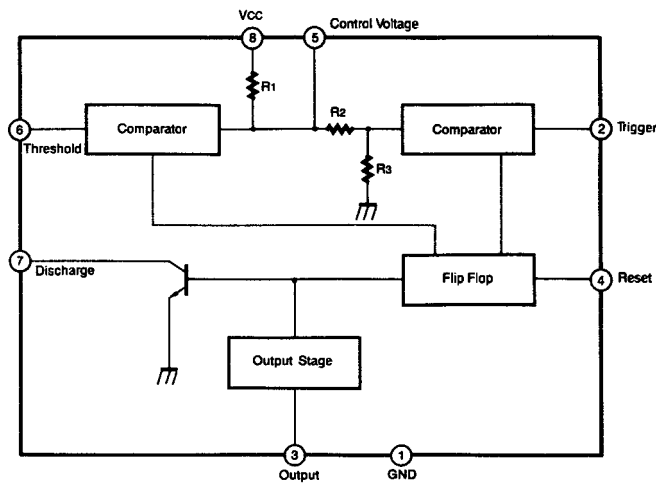 Vcc
Control Voltage
8
5
R1
R2
Comparator
Comparator
6
2
Trigger
Threshold
R3
7
Discharge
Flip Flop
4
Reset
Output Stage
3
1
Output
GND